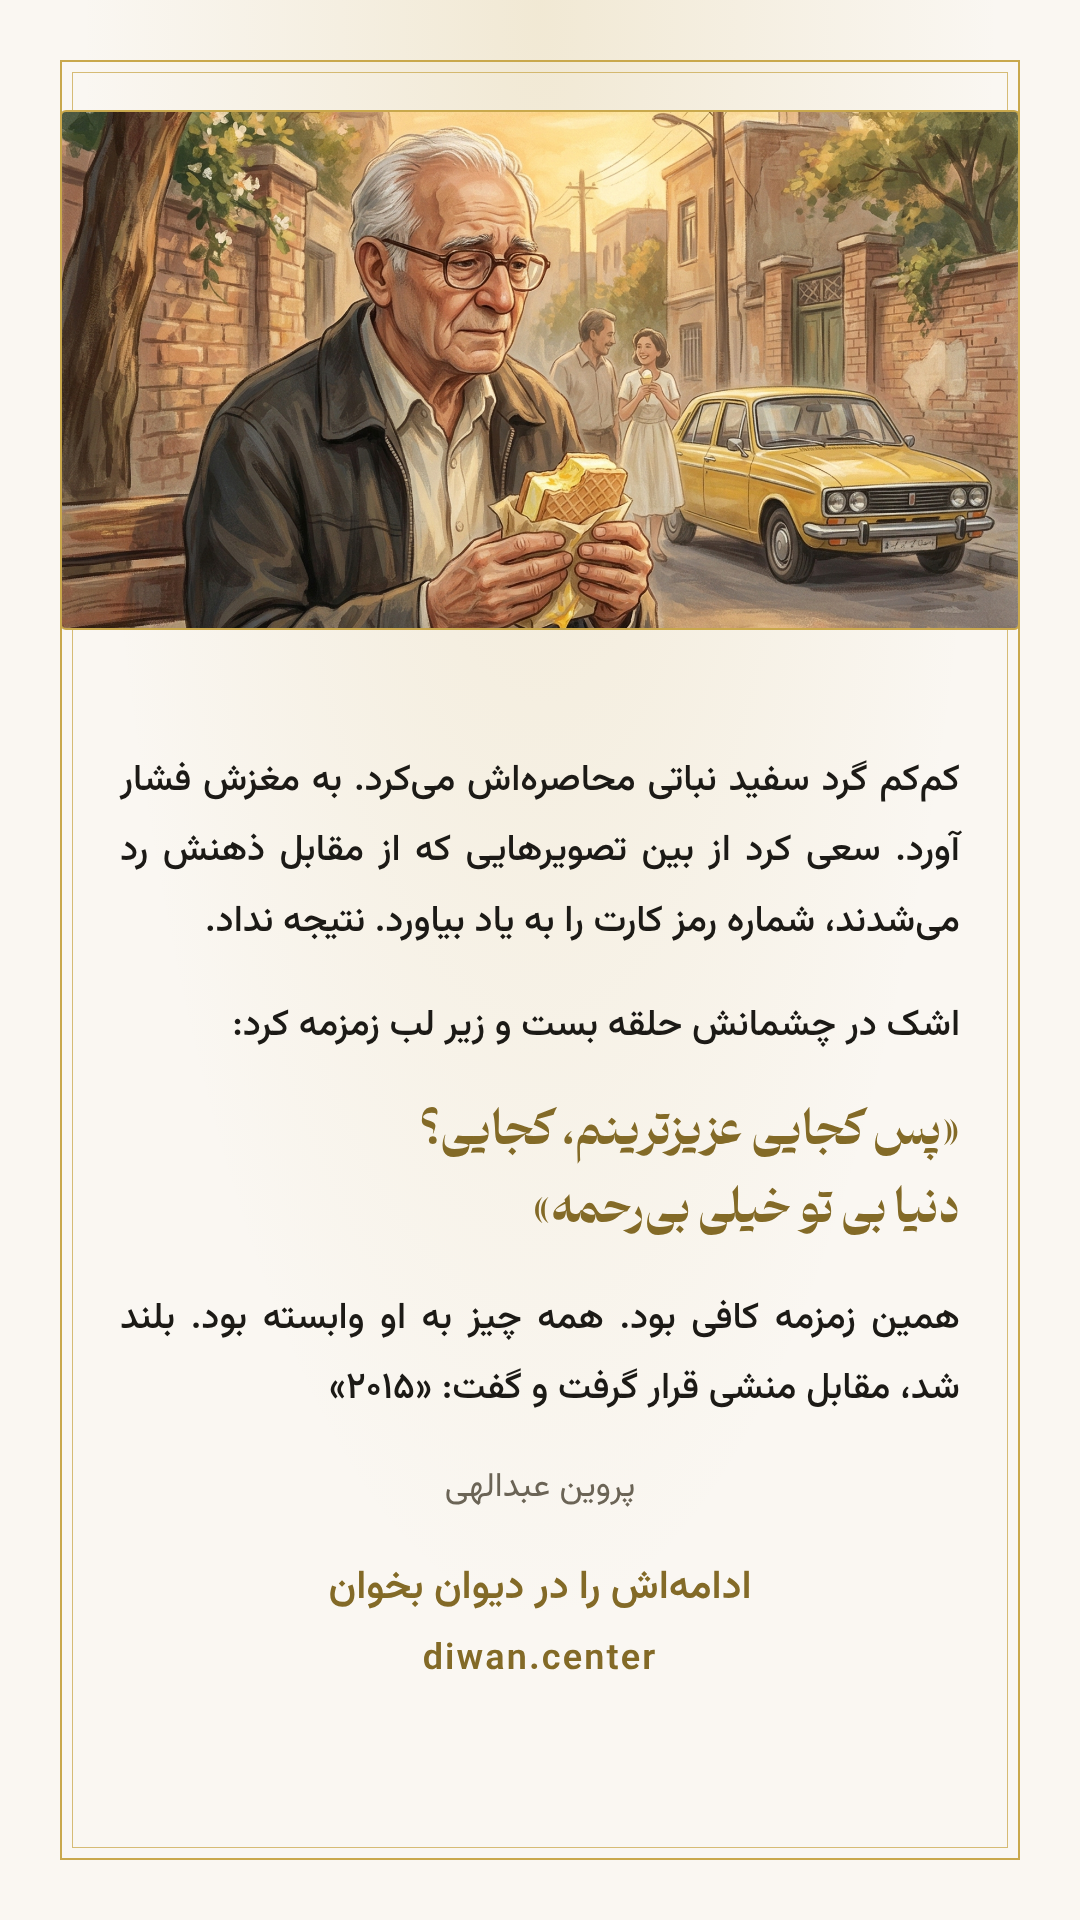 کم‌کم گرد سفید نباتی محاصره‌اش می‌کرد. به مغزش فشار
آورد. سعی کرد از بین تصویرهایی که از مقابل ذهنش رد
می‌شدند، شماره رمز کارت را به یاد بیاورد. نتیجه نداد.
اشک در چشمانش حلقه بست و زیر لب زمزمه کرد:
«پس کجایی عزیزترینم، کجایی؟
دنیا بی تو خیلی بی‌رحمه»
همین زمزمه کافی بود. همه چیز به او وابسته بود. بلند
شد، مقابل منشی قرار گرفت و گفت: «۲۰۱۵»
پروین عبدالهی
ادامه‌اش را در دیوان بخوان
diwan.center